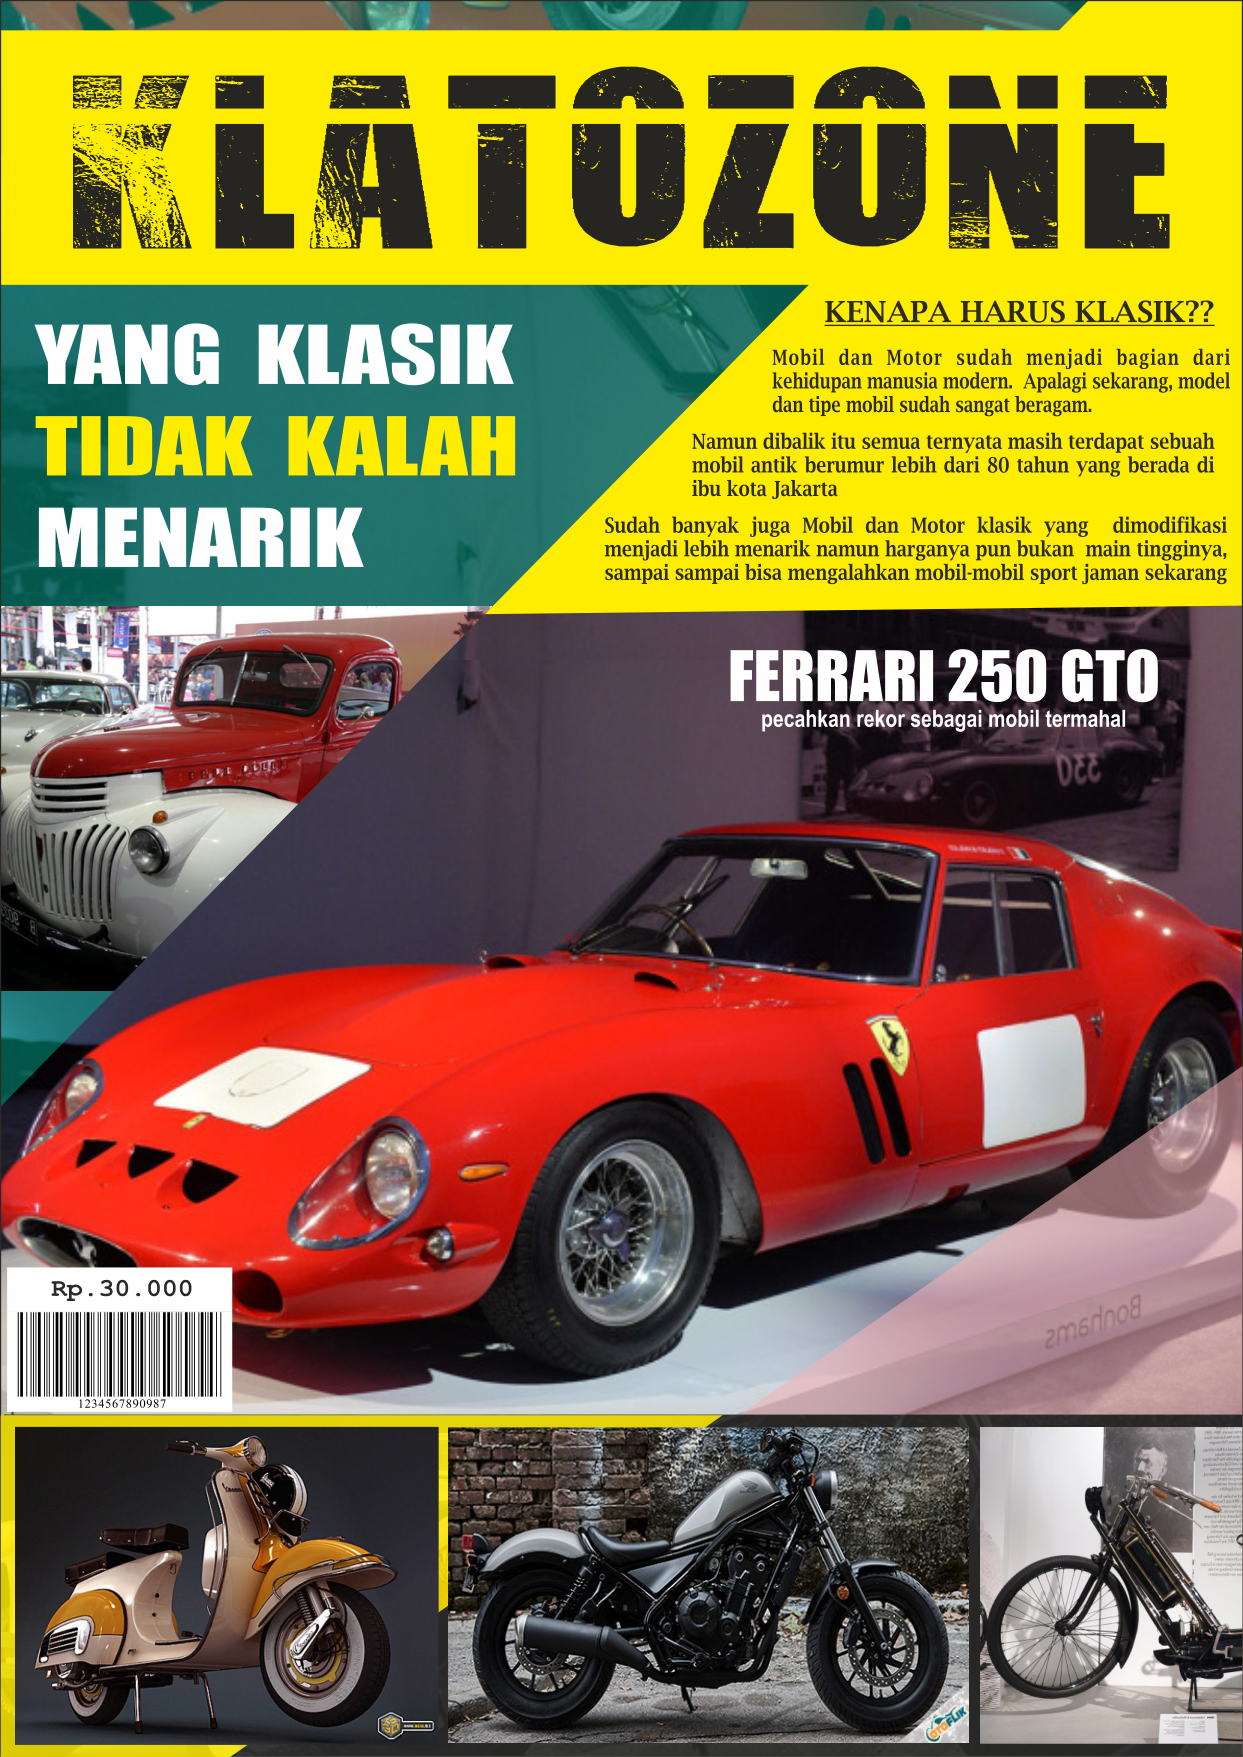 KLATOZONE
YANG KLASIK
TIDAK KALAH
MENARIK
KENAPA HARUS KLASIK??
Mobil dan Motor sudah menjadi bagian dari
kehidupan manusia modern. Apalagi sekarang, model
dan tipe mobil sudah sangat beragam.
Namun dibalik itu semua ternyata masih terdapat sebuah
mobil antik berumur lebih dari 80 tahun yang berada di
ibu kota Jakarta
Sudah banyak juga Mobil dan Motor klasik yang dimodifikasi
menjadi lebih menarik namun harganya pun bukan main tingginya,
sampai sampai bisa mengalahkan mobil-mobil sport jaman sekarang
FERRARI 250 GTO
pecahkan rekor sebagai mobil termahal
330
Bonhams
Rp.30.000
1234567890987
OTOFLIK